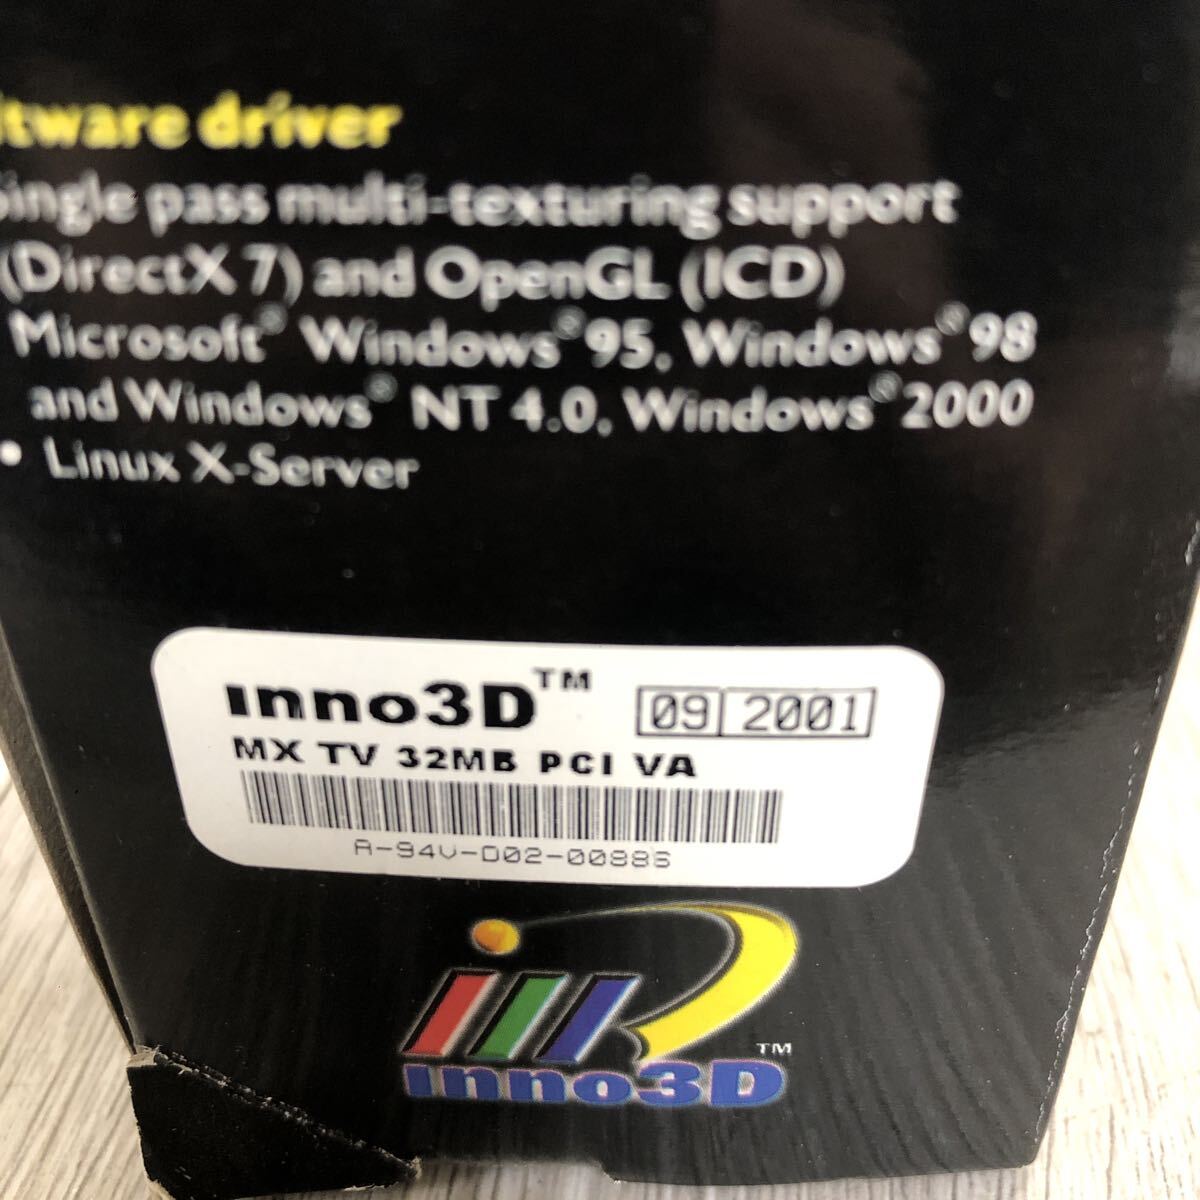 ftware driver
Single pass multi-texturing support
(DirectX 7) and OpenGL (ICD)
Microsoft® Windows® 95, Windows® 98
and Windows® NT 4.0, Windows® 2000
• Linux X-Server
inno3D™ 09 2001
MX TV 32MB PCI VA
A-94V-D02-00886
inno3D™